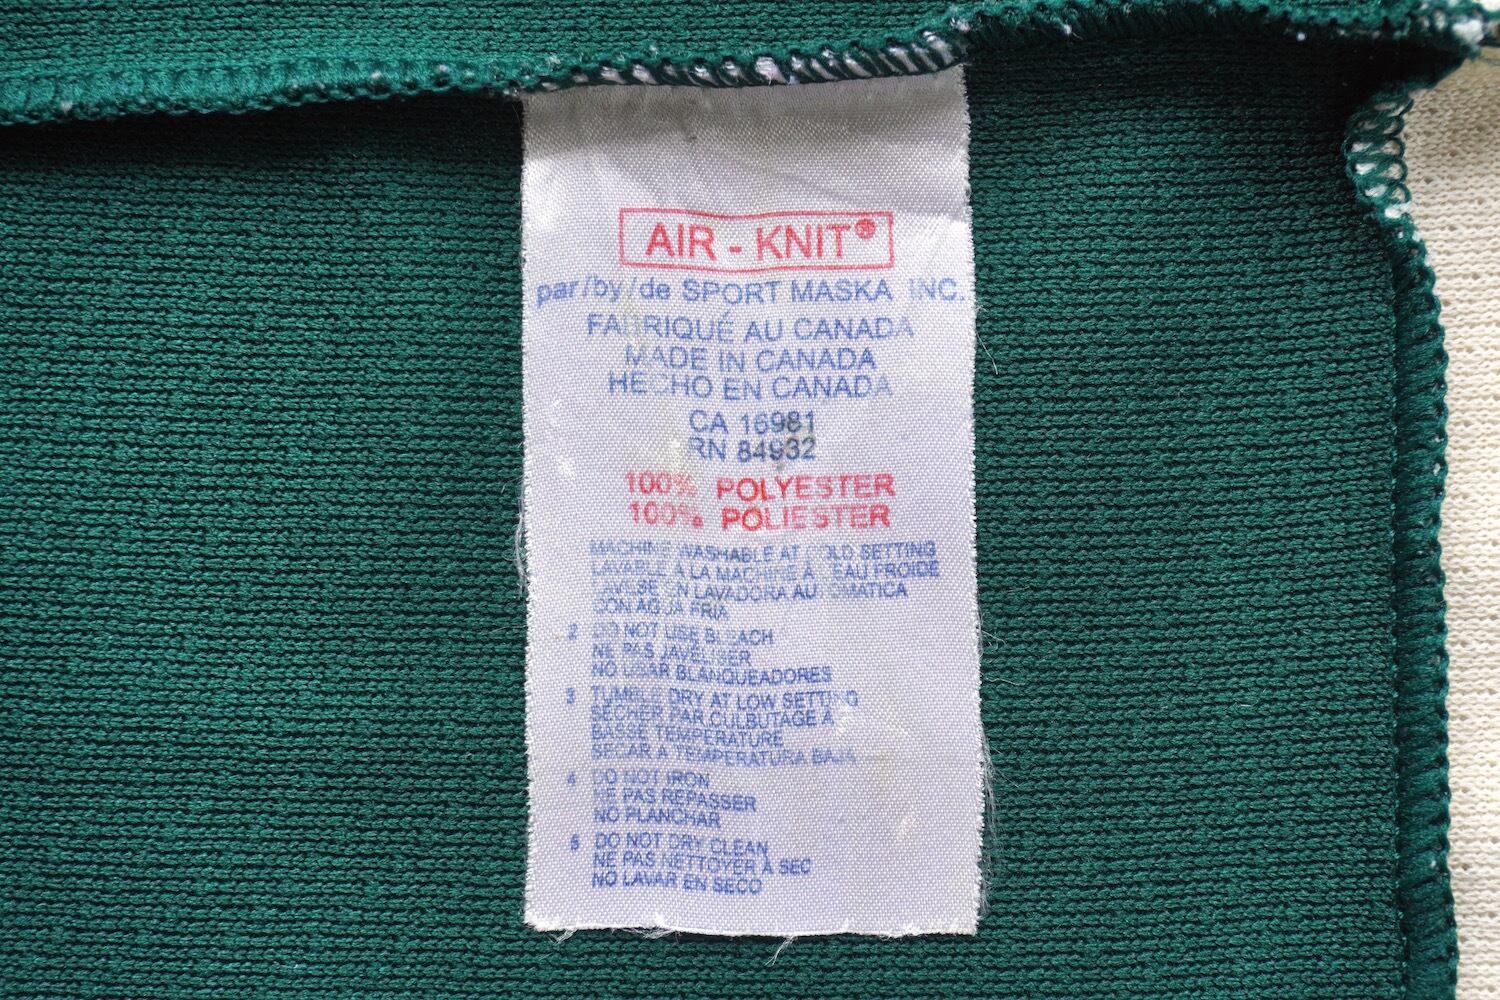 AIR - KNIT®
par/by/de SPORT MASKA INC.
FABRIQUÉ AU CANADA
MADE IN CANADA
HECHO EN CANADA
CA 16981
RN 84932
100% POLYESTER
100% POLIESTER
MACHINE WASHABLE AT COLD SETTING
LAVABLE À LA MACHINE À L'EAU FROIDE
LAVESE EN LAVADORA AUTOMATICA
CON AGUA FRIA
2 DO NOT USE BLEACH
NE PAS JAVELISER
NO USAR BLANQUEADORES
3 TUMBLE DRY AT LOW SETTING
SÉCHER PAR CULBUTAGE À
BASSE TEMPÉRATURE
SECAR A TEMPERATURA BAJA
4 DO NOT IRON
NE PAS REPASSER
NO PLANCHAR
5 DO NOT DRY CLEAN
NE PAS NETTOYER À SEC
NO LAVAR EN SECO